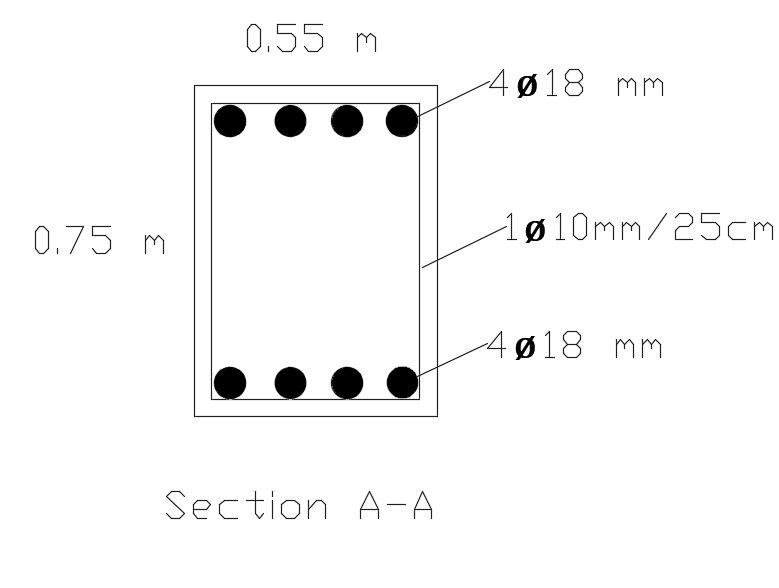 0.55 m
4ø18 mm
1ø10mm/25cm
0.75 m
4ø18 mm
Section A-A